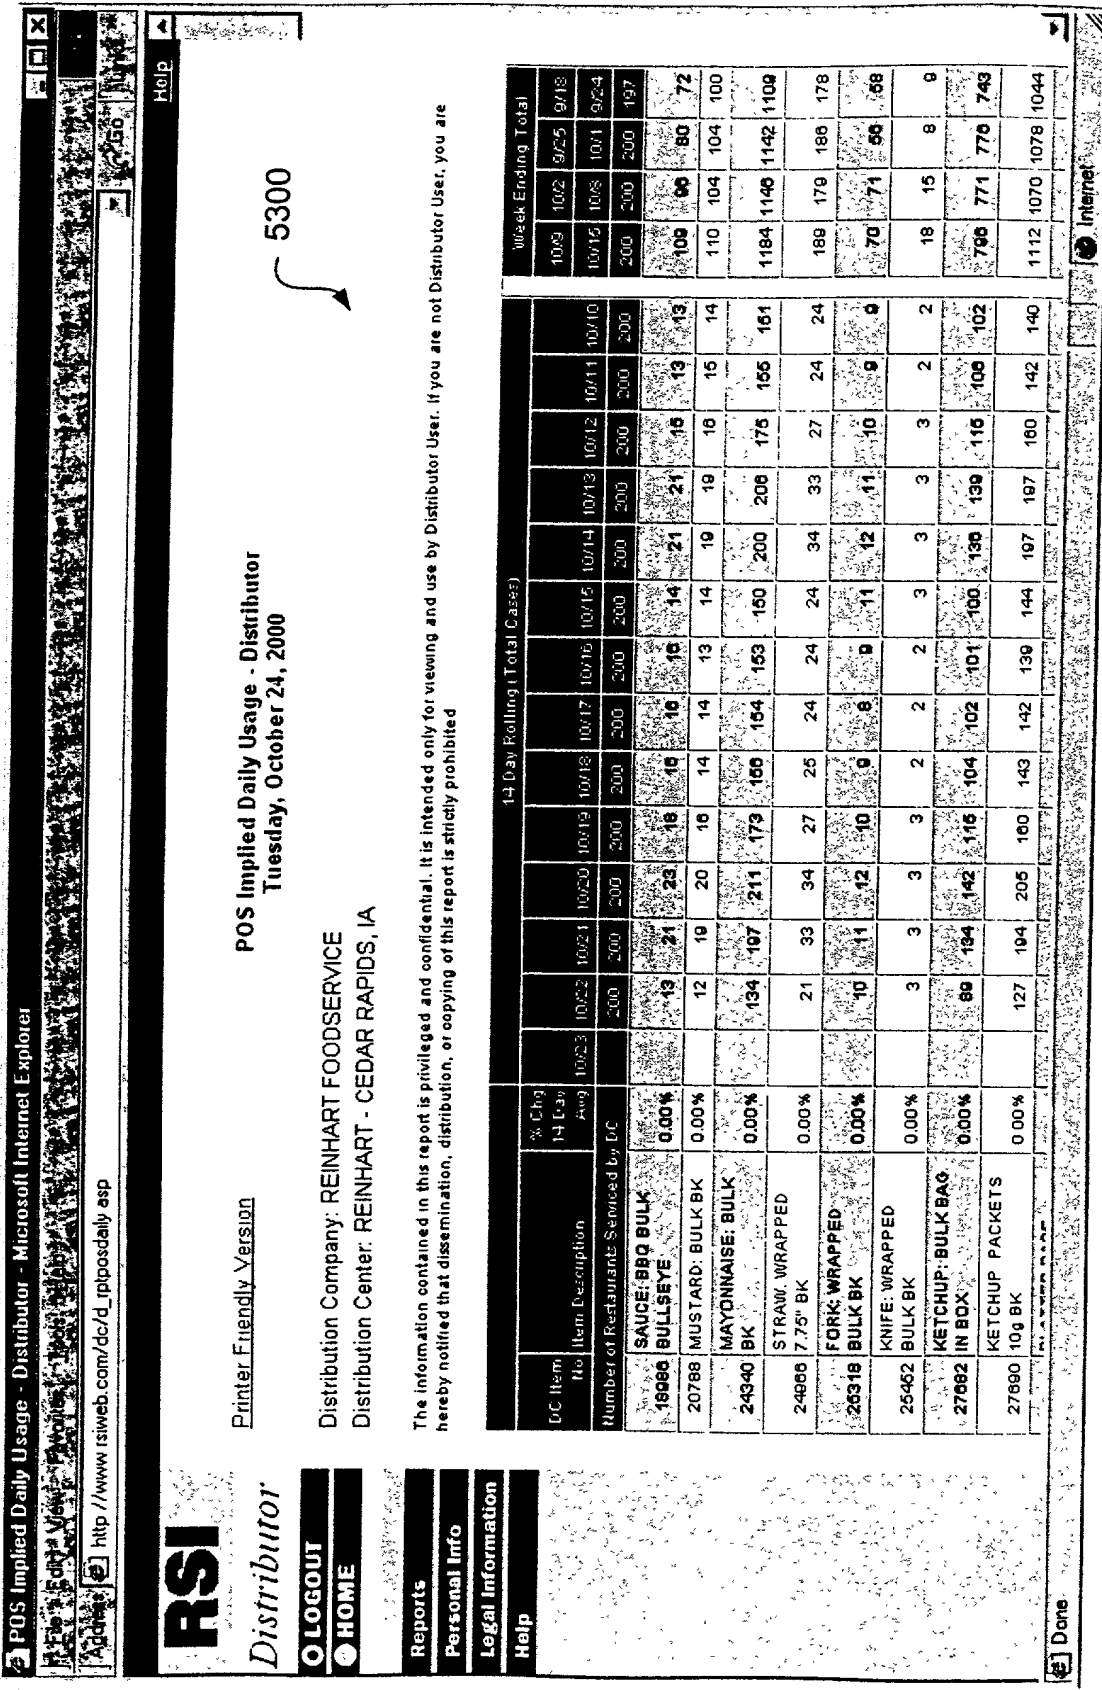 POS Implied Daily Usage - Distributor - Microsoft Internet Explorer
File Edit View Favorites Tools Help
Address http //www rsiweb.com/dc/d_rptposdaily asp
Go
Help
RSI
Distributor
LOGOUT
HOME
Reports
Personal Info
Legal Information
Help
Printer Friendly Version
POS Implied Daily Usage - Distributor
Tuesday, October 24, 2000
5300
Distribution Company: REINHART FOODSERVICE
Distribution Center: REINHART - CEDAR RAPIDS, IA
The information contained in this report is privileged and confidential. It is intended only for viewing and use by Distributor User. If you are not Distributor User, you are
hereby notified that dissemination, distribution, or copying of this report is strictly prohibited
14 Day Rolling (Total Cases) Week Ending Total
DC Item No Item Description % Chg 14 Day Avg 10/23 10/22 10/21 10/20 10/19 10/18 10/17 10/16 10/15 10/14 10/13 10/12 10/11 10/10 10/9 10/15 10/2 10/8 9/25 10/1 9/18 9/24
Number of Restaurants Serviced by DC 200 200 200 200 200 200 200 200 200 200 200 200 200 200 200 200 197
18986 SAUCE: BBQ BULK BULLSEYE 0.00% 13 21 23 18 16 16 16 14 21 21 15 13 13 109 96 80 72
20788 MUSTARD: BULK BK 0.00% 12 19 20 16 14 14 13 14 19 19 16 15 14 110 104 104 100
24340 MAYONNAISE: BULK BK 0.00% 134 197 211 173 156 154 153 150 200 206 175 155 151 1184 1146 1142 1109
24966 STRAW. WRAPPED 7.75" BK 0.00% 21 33 34 27 25 24 24 24 34 33 27 24 24 189 179 186 178
25318 FORK: WRAPPED BULK BK 0.00% 10 11 12 10 9 8 9 11 12 11 10 9 9 70 71 56 58
25462 KNIFE: WRAPPED BULK BK 0.00% 3 3 3 3 2 2 2 3 3 3 3 2 2 18 15 8 9
27682 KETCHUP: BULK BAG IN BOX 0.00% 89 134 142 115 104 102 101 100 136 139 115 106 102 796 771 776 743
27690 KETCHUP PACKETS 10g BK 0 00% 127 194 205 160 143 142 139 144 197 197 160 142 140 1112 1070 1078 1044
Done
Internet